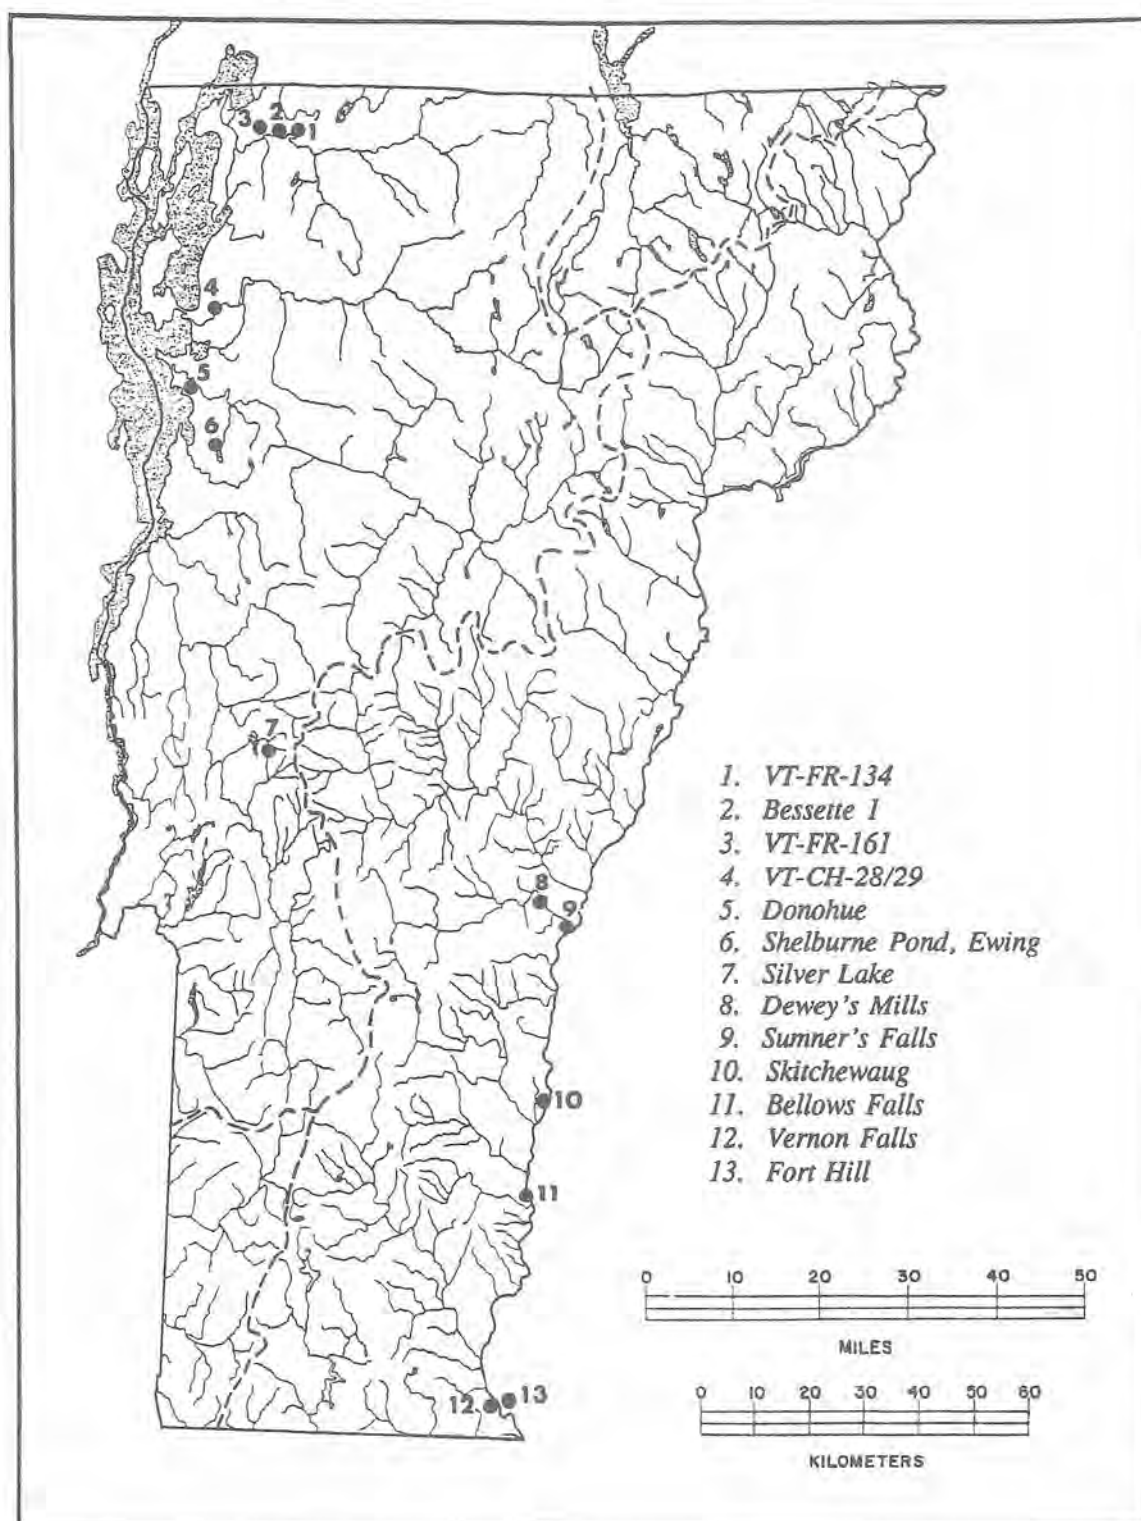 3 2 1
4
5
6
7
8
9
10
11
12 13
1. VT-FR-134
2. Bessette 1
3. VT-FR-161
4. VT-CH-28/29
5. Donohue
6. Shelburne Pond, Ewing
7. Silver Lake
8. Dewey's Mills
9. Sumner's Falls
10. Skitchewaug
11. Bellows Falls
12. Vernon Falls
13. Fort Hill
0 10 20 30 40 50
MILES
0 10 20 30 40 50 60
KILOMETERS